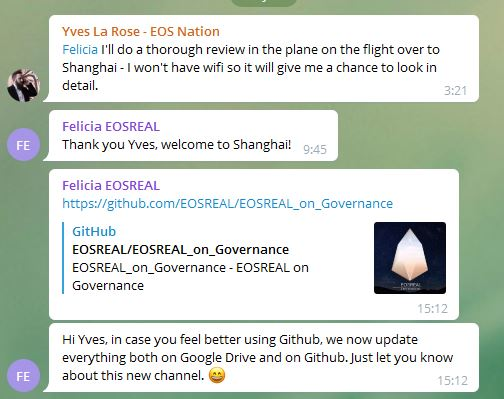 Yves La Rose - EOS Nation
Felicia I'll do a thorough review in the plane on the flight over to
Shanghai - I won't have wifi so it will give me a chance to look in
detail.
3:21
FE
Felicia EOSREAL
Thank you Yves, welcome to Shanghai!
9:45
Felicia EOSREAL
https://github.com/EOSREAL/EOSREAL_on_Governance
GitHub
EOSREAL/EOSREAL_on_Governance
EOSREAL_on_Governance - EOSREAL on
Governance
EOSREAL
15:12
Hi Yves, in case you feel better using Github, we now update
everything both on Google Drive and on Github. Just let you know
about this new channel. 😄
15:12
FE